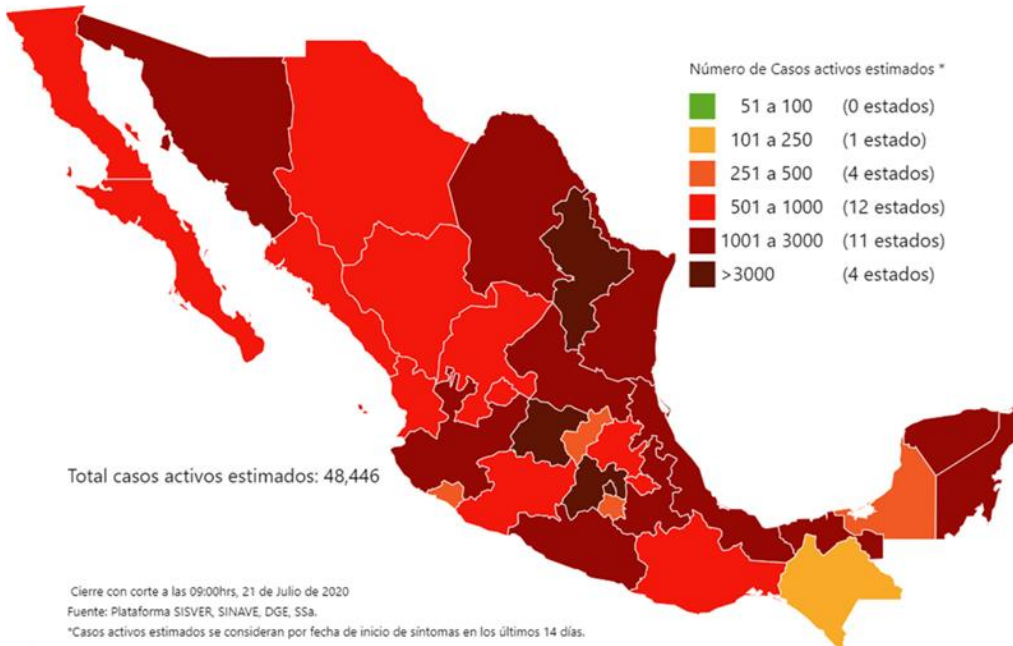 Número de Casos activos estimados *
51 a 100 (0 estados)
101 a 250 (1 estado)
251 a 500 (4 estados)
501 a 1000 (12 estados)
1001 a 3000 (11 estados)
>3000 (4 estados)
Total casos activos estimados: 48,446
Cierre con corte a las 09:00hrs, 21 de Julio de 2020
Fuente: Plataforma SISVER, SINAVE, DGE, SSa.
*Casos activos estimados se consideran por fecha de inicio de síntomas en los últimos 14 días.